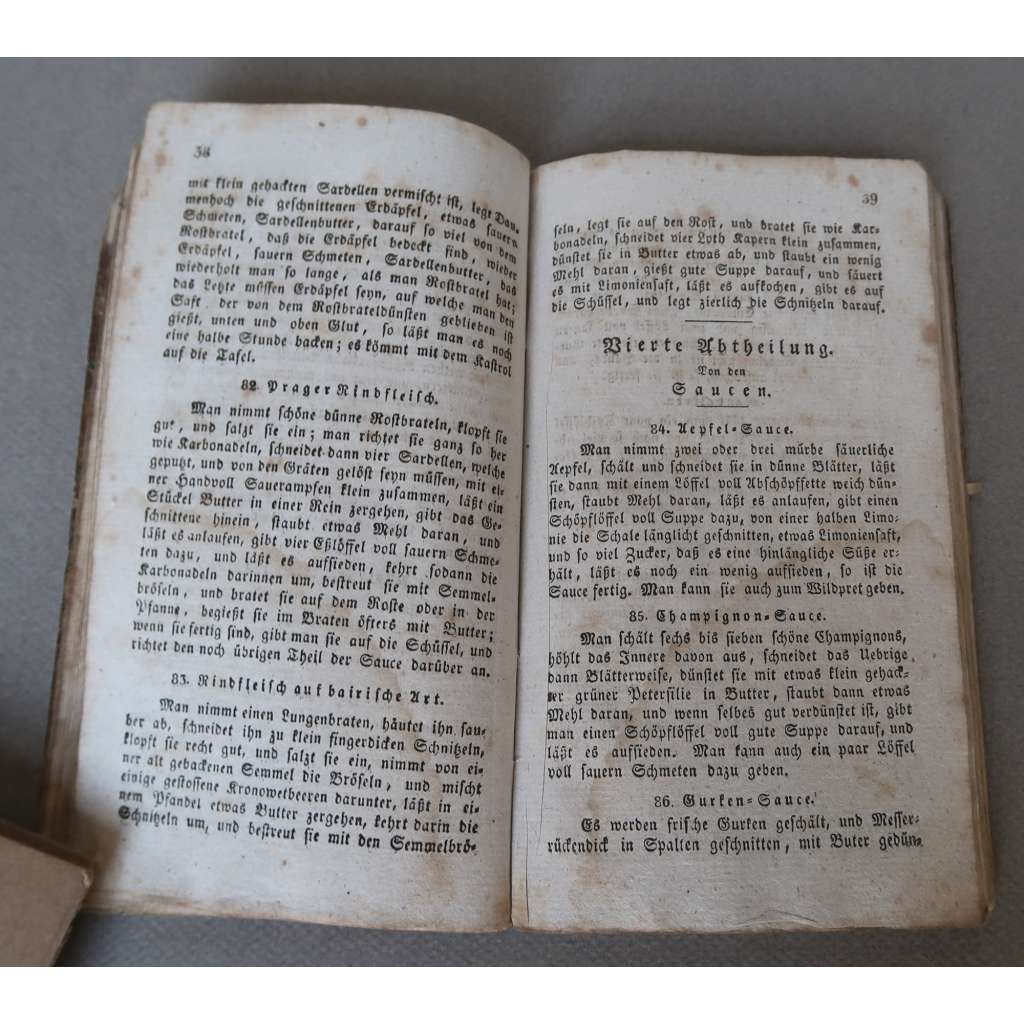 38
mit klein gehackten Sardellen vermischt ist, legt Dau-
menhoch die geschnittenen Erdäpfel, etwas sauern
Schmeten, Sardellenbutter, darauf so viel von dem
Rostbratel, daß die Erdäpfel bedeckt sind, wieder
Erdäpfel, sauern Schmeten, Sardellenbutter, das
wiederholt man so lange, als man Rostbratel hat;
das Letzte müssen Erdäpfel seyn, auf welche man den
Saft, der von dem Rostbrateldünsten geblieben ist
gießt, unten und oben Glut, so läßt man es noch
eine halbe Stunde backen; es kömmt mit dem Kastrol
auf die Tafel.
82. Prager Rindfleisch.
Man nimmt schöne dünne Rostbrateln, klopft sie
gut, und salzt sie ein; man richtet sie ganz so her
wie Karbonadeln, schneidet dann vier Sardellen, welche
geputzt, und von den Gräten gelöst seyn müssen, mit ei-
ner Handvoll Sauerampfen klein zusammen, läßt ein
Stückel Butter in einer Rein zergehen, gibt das Ge-
schnittene hinein, staubt etwas Mehl daran, und
läßt es anlaufen, gibt vier Eßlöffel voll sauern Schme-
ten dazu, und läßt es aufsieden, kehrt sodann die
Karbonadeln darinnen um, bestreut sie mit Semmel-
bröseln, und bratet sie auf dem Roste oder in der
Pfanne, begießt sie im Braten öfters mit Butter;
wenn sie fertig sind, gibt man sie auf die Schüssel, und
richtet den noch übrigen Theil der Sauce darüber an.
83. Rindfleisch auf bairische Art.
Man nimmt einen Lungenbraten, häutet ihn sau-
ber ab, schneidet ihn zu klein fingerdicken Schnitzeln,
klopft sie recht gut, und salzt sie ein, nimmt von ei-
ner alt gebackenen Semmel die Bröseln, und mischt
einige gestossene Kronowetbeeren darunter, läßt in ei-
nem Pfandel etwas Butter zergehen, kehrt darin die
Schnitzeln um, und bestreut sie mit den Semmelbrö-
39
seln, legt sie auf den Rost, und bratet sie wie Kar-
bonadeln, schneidet vier Loth Kapern klein zusammen,
dünstet sie in Butter etwas ab, und staubt ein wenig
Mehl daran, gießt gute Suppe darauf, und säuert
es mit Limoniensaft, läßt es aufkochen, gibt es auf
die Schüssel, und legt zierlich die Schnitzeln darauf.
Vierte Abtheilung.
Von den
Saucen.
84. Aepfel-Sauce.
Man nimmt zwei oder drei mürbe säuerliche
Aepfel, schält und schneidet sie in dünne Blätter, läßt
sie dann mit einem Löffel voll Abschöpffette weich dün-
sten, staubt Mehl daran, läßt es anlaufen, gibt einen
Schöpflöffel voll Suppe dazu, von einer halben Limo-
nie die Schale länglicht geschnitten, etwas Limoniensaft,
und so viel Zucker, daß es eine hinlängliche Süße er-
hält, läßt es noch ein wenig aufsieden, so ist die
Sauce fertig. Man kann sie auch zum Wildpret geben.
85. Champignon-Sauce.
Man schält sechs bis sieben schöne Champignons,
höhlt das Innere davon aus, schneidet das Uebrige
dann Blätterweise, dünstet sie mit etwas klein gehack-
ter grüner Petersilie in Butter, staubt dann etwas
Mehl daran, und wenn selbes gut verdünstet ist, gibt
man einen Schöpflöffel voll gute Suppe darauf, und
läßt es aufsieden. Man kann auch ein paar Löffel
voll sauern Schmeten dazu geben.
86. Gurken-Sauce.
Es werden frische Gurken geschält, und Messer-
rückendick in Spalten geschnitten, mit Buter gedün-